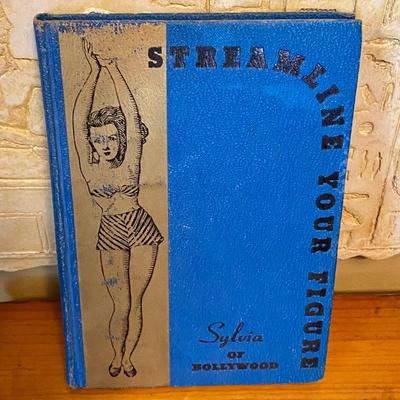 STREAMLINE YOUR FIGURE
Sylvia
OF
HOLLYWOOD